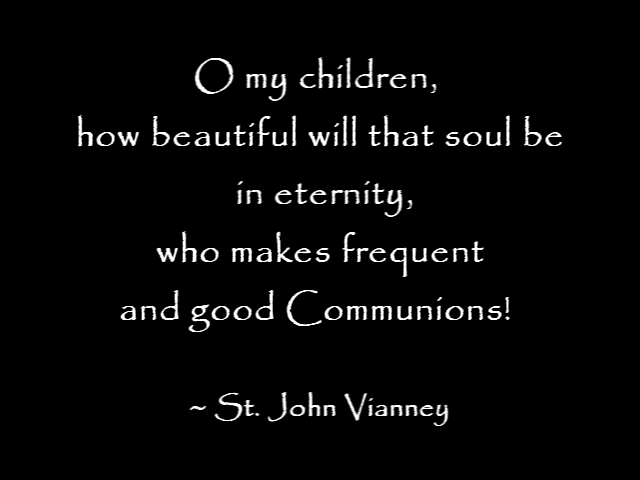 O my children,
how beautiful will that soul be
in eternity,
who makes frequent
and good Communions!
~ St. John Vianney